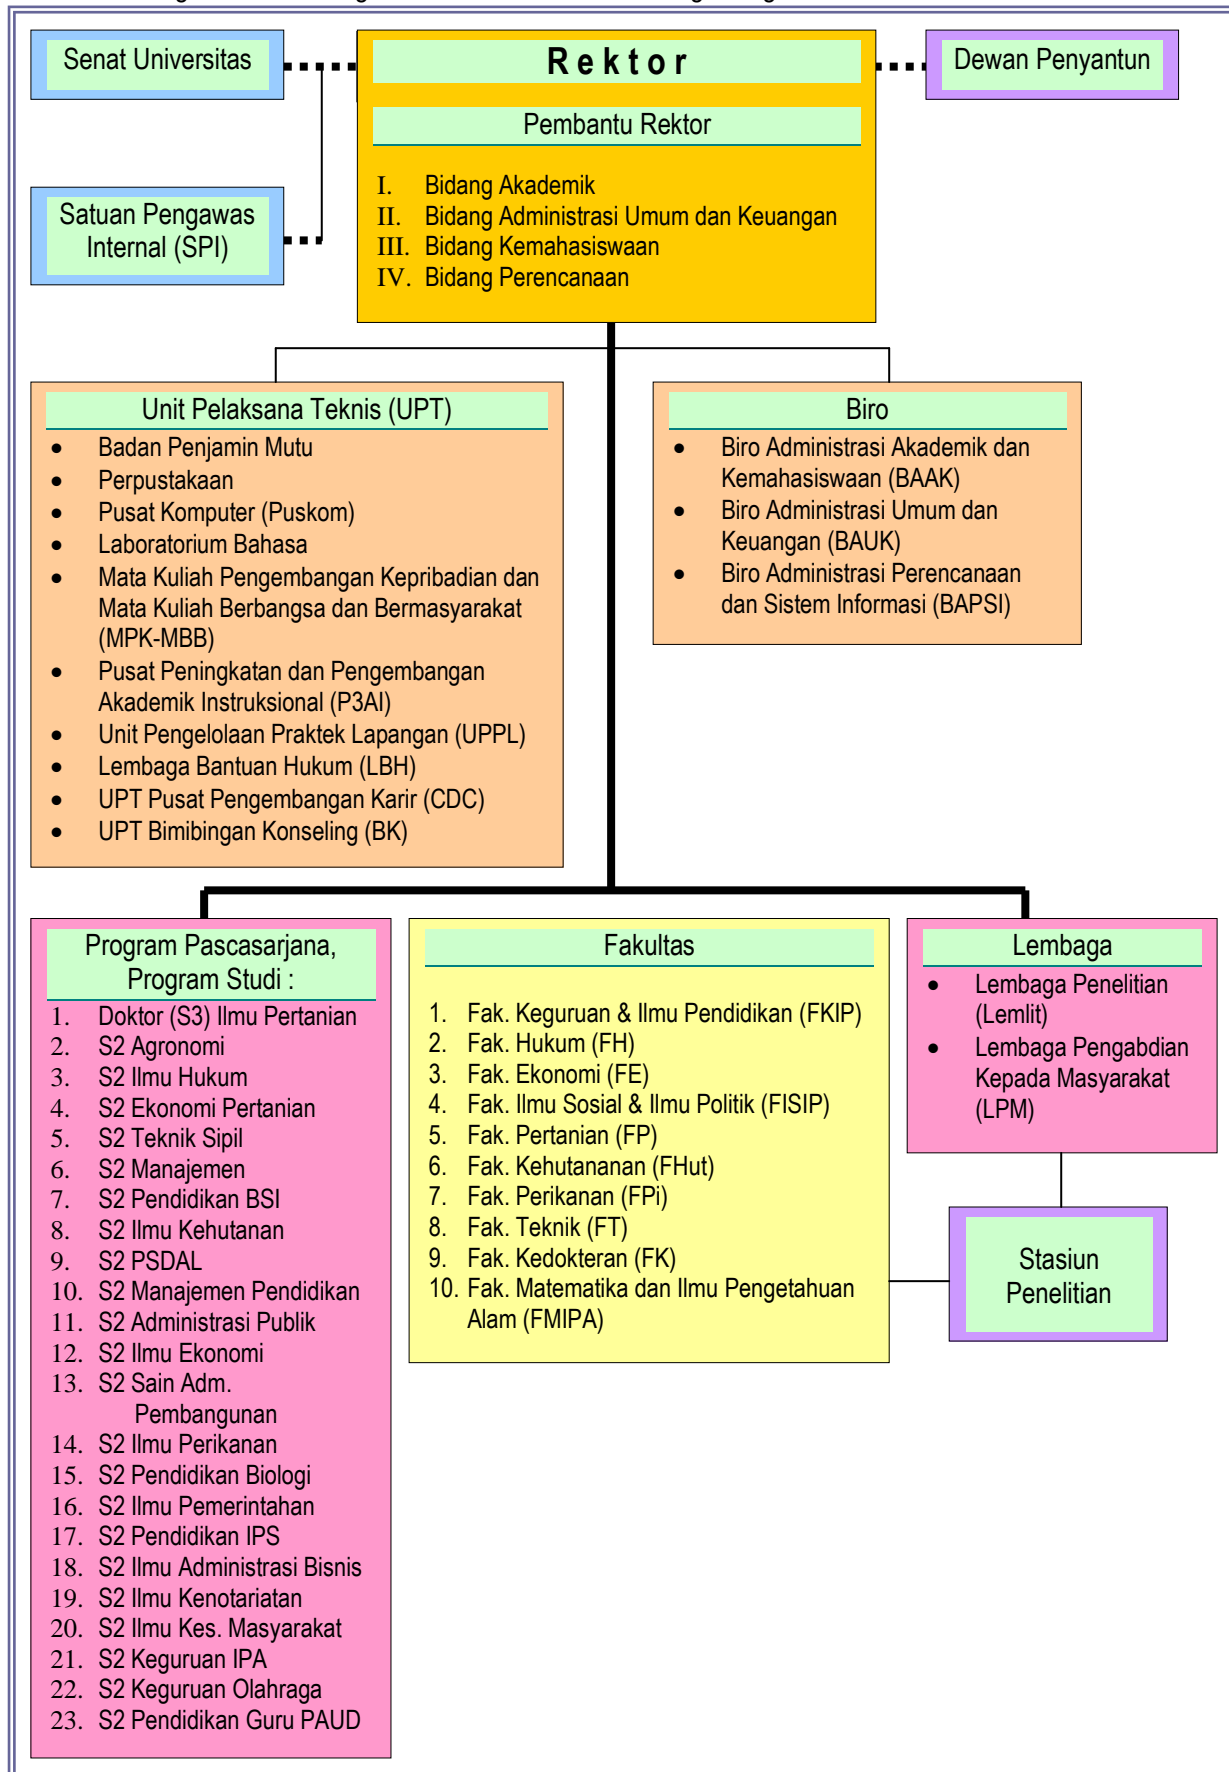 Senat Universitas
R e k t o r
Dewan Penyantun
Pembantu Rektor
I. Bidang Akademik
II. Bidang Administrasi Umum dan Keuangan
III. Bidang Kemahasiswaan
IV. Bidang Perencanaan
Satuan Pengawas
Internal (SPI)
Unit Pelaksana Teknis (UPT)
• Badan Penjamin Mutu
• Perpustakaan
• Pusat Komputer (Puskom)
• Laboratorium Bahasa
• Mata Kuliah Pengembangan Kepribadian dan
Mata Kuliah Berbangsa dan Bermasyarakat
(MPK-MBB)
• Pusat Peningkatan dan Pengembangan
Akademik Instruksional (P3AI)
• Unit Pengelolaan Praktek Lapangan (UPPL)
• Lembaga Bantuan Hukum (LBH)
• UPT Pusat Pengembangan Karir (CDC)
• UPT Bimibingan Konseling (BK)
Biro
• Biro Administrasi Akademik dan
Kemahasiswaan (BAAK)
• Biro Administrasi Umum dan
Keuangan (BAUK)
• Biro Administrasi Perencanaan
dan Sistem Informasi (BAPSI)
Program Pascasarjana,
Program Studi :
1. Doktor (S3) Ilmu Pertanian
2. S2 Agronomi
3. S2 Ilmu Hukum
4. S2 Ekonomi Pertanian
5. S2 Teknik Sipil
6. S2 Manajemen
7. S2 Pendidikan BSI
8. S2 Ilmu Kehutanan
9. S2 PSDAL
10. S2 Manajemen Pendidikan
11. S2 Administrasi Publik
12. S2 Ilmu Ekonomi
13. S2 Sain Adm.
Pembangunan
14. S2 Ilmu Perikanan
15. S2 Pendidikan Biologi
16. S2 Ilmu Pemerintahan
17. S2 Pendidikan IPS
18. S2 Ilmu Administrasi Bisnis
19. S2 Ilmu Kenotariatan
20. S2 Ilmu Kes. Masyarakat
21. S2 Keguruan IPA
22. S2 Keguruan Olahraga
23. S2 Pendidikan Guru PAUD
Fakultas
1. Fak. Keguruan & Ilmu Pendidikan (FKIP)
2. Fak. Hukum (FH)
3. Fak. Ekonomi (FE)
4. Fak. Ilmu Sosial & Ilmu Politik (FISIP)
5. Fak. Pertanian (FP)
6. Fak. Kehutananan (FHut)
7. Fak. Perikanan (FPi)
8. Fak. Teknik (FT)
9. Fak. Kedokteran (FK)
10. Fak. Matematika dan Ilmu Pengetahuan
Alam (FMIPA)
Lembaga
• Lembaga Penelitian
(Lemlit)
• Lembaga Pengabdian
Kepada Masyarakat
(LPM)
Stasiun
Penelitian